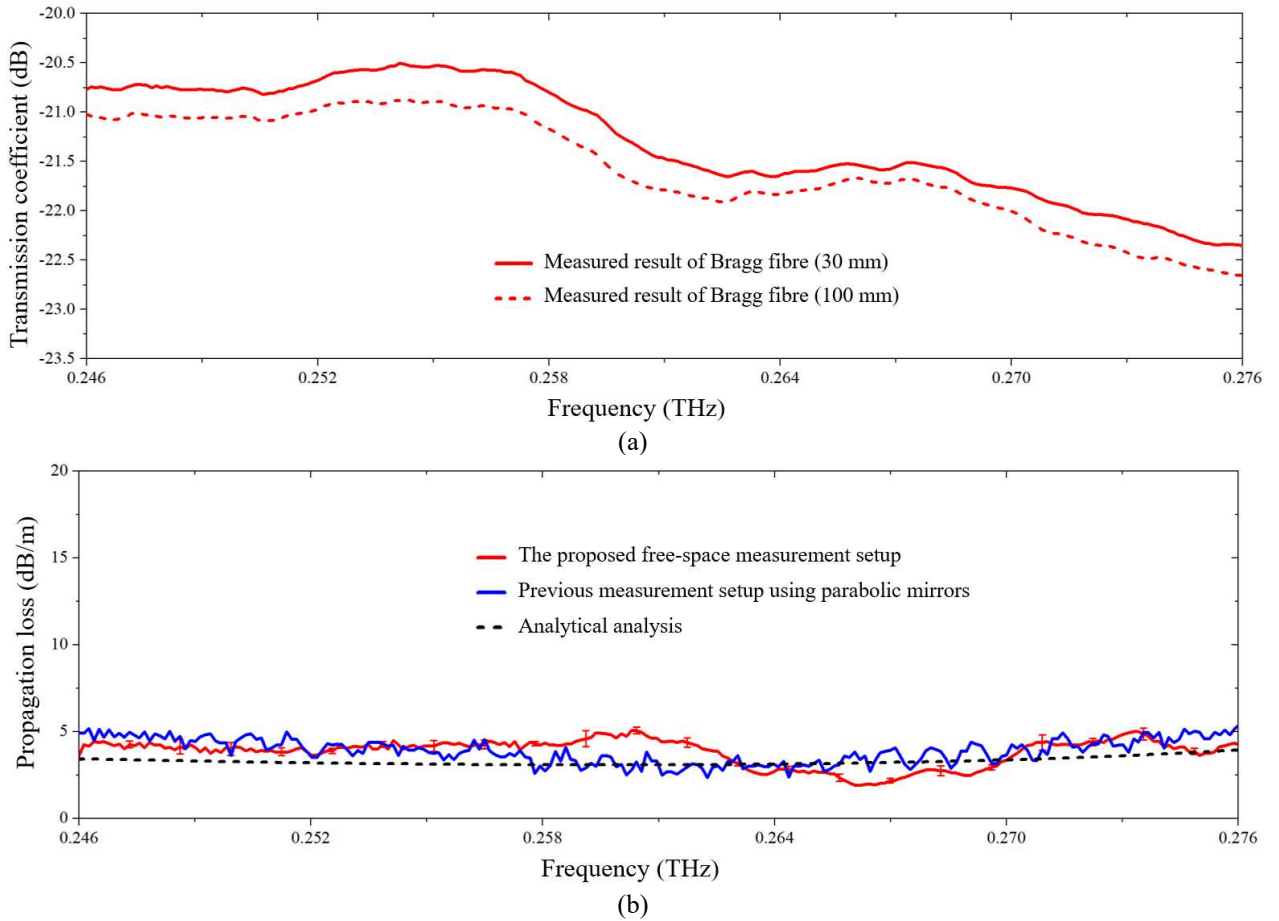 -20.0
-20.5
-21.0
-21.5
-22.0
-22.5
-23.0
-23.5
Transmission coefficient (dB)
Measured result of Bragg fibre (30 mm)
Measured result of Bragg fibre (100 mm)
0.246 0.252 0.258 0.264 0.270 0.276
Frequency (THz)
(a)
20
15
10
5
0
Propagation loss (dB/m)
The proposed free-space measurement setup
Previous measurement setup using parabolic mirrors
Analytical analysis
0.246 0.252 0.258 0.264 0.270 0.276
Frequency (THz)
(b)